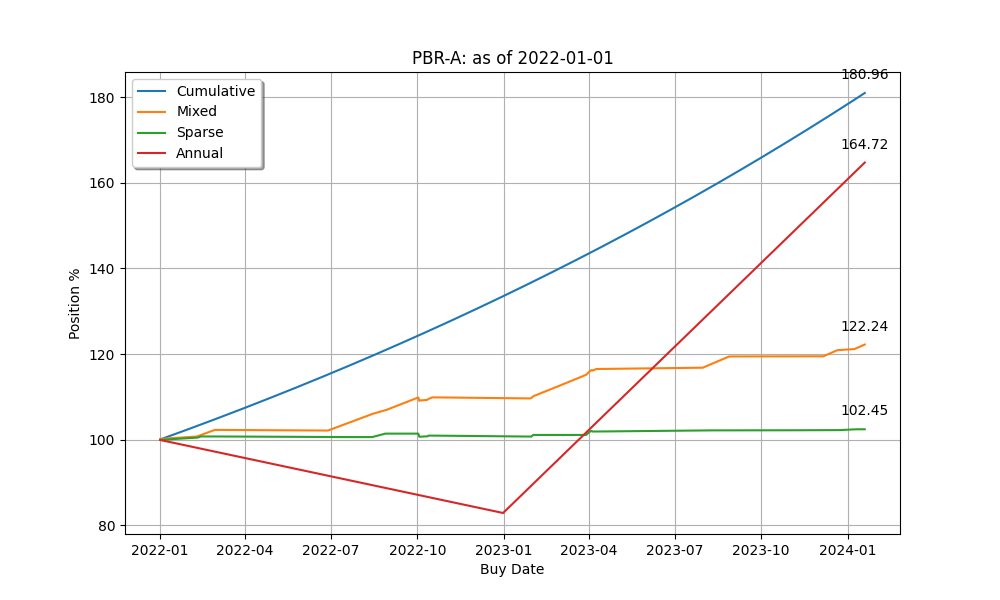 PBR-A: as of 2022-01-01
Cumulative
Mixed
Sparse
Annual
180.96
164.72
122.24
102.45
180
160
140
120
100
80
Position %
2022-01 2022-04 2022-07 2022-10 2023-01 2023-04 2023-07 2023-10 2024-01
Buy Date